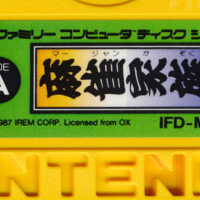 ファミリー コンピュータ ディスク シ
DE
A
マージャン か ぞく
麻雀家族
987 IREM CORP. Licensed from OX
IFD-M
NTEND